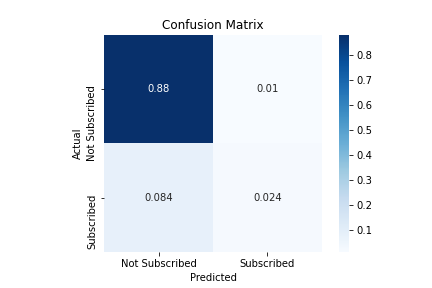 Confusion Matrix
Actual
Not Subscribed
Subscribed
0.88
0.01
0.084
0.024
Not Subscribed
Subscribed
Predicted
0.8
0.7
0.6
0.5
0.4
0.3
0.2
0.1